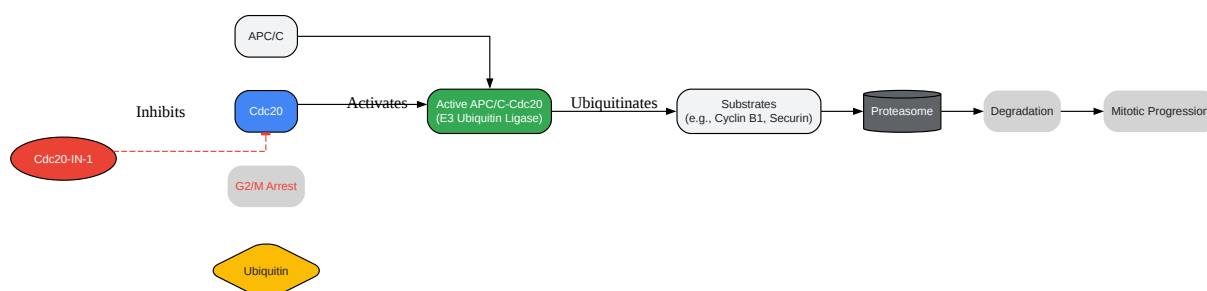 APC/C
Inhibits
Cdc20
Activates
Active APC/C-Cdc20
(E3 Ubiquitin Ligase)
Ubiquitinates
Substrates
(e.g., Cyclin B1, Securin)
Proteasome
Degradation
Mitotic Progression
Cdc20-IN-1
G2/M Arrest
Ubiquitin